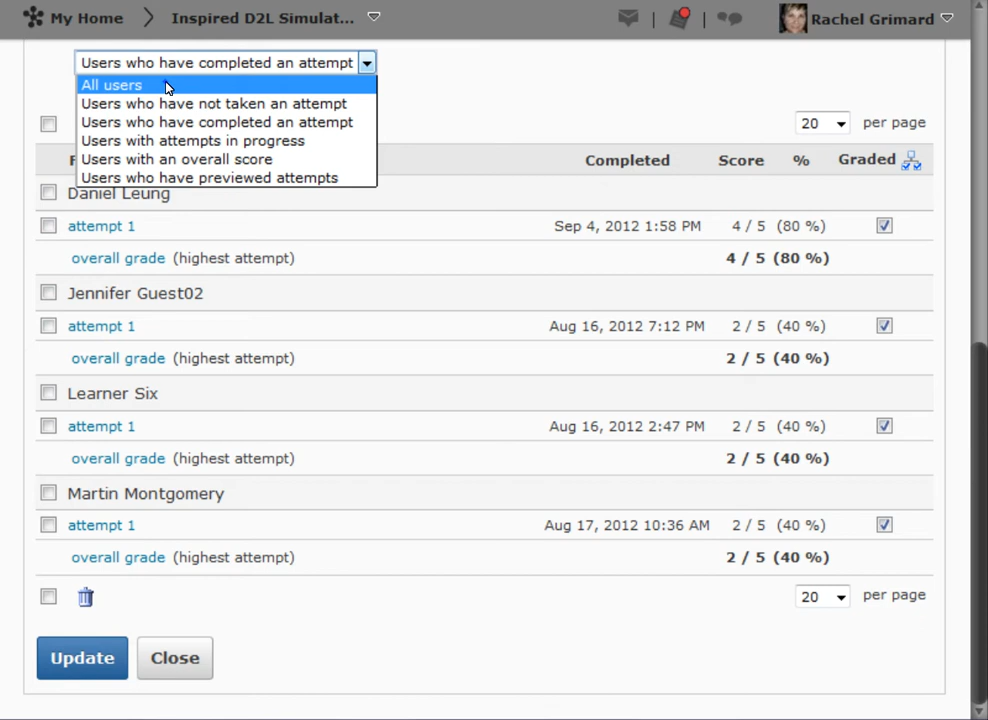 My Home Inspired D2L Simulat... Rachel Grimard
Users who have completed an attempt
All users
Users who have not taken an attempt
Users who have completed an attempt
Users with attempts in progress
Users with an overall score
Users who have previewed attempts
20 per page
Completed Score % Graded
Daniel Leung
attempt 1 Sep 4, 2012 1:58 PM 4 / 5 (80 %)
overall grade (highest attempt) 4 / 5 (80 %)
Jennifer Guest02
attempt 1 Aug 16, 2012 7:12 PM 2 / 5 (40 %)
overall grade (highest attempt) 2 / 5 (40 %)
Learner Six
attempt 1 Aug 16, 2012 2:47 PM 2 / 5 (40 %)
overall grade (highest attempt) 2 / 5 (40 %)
Martin Montgomery
attempt 1 Aug 17, 2012 10:36 AM 2 / 5 (40 %)
overall grade (highest attempt) 2 / 5 (40 %)
20 per page
Update Close